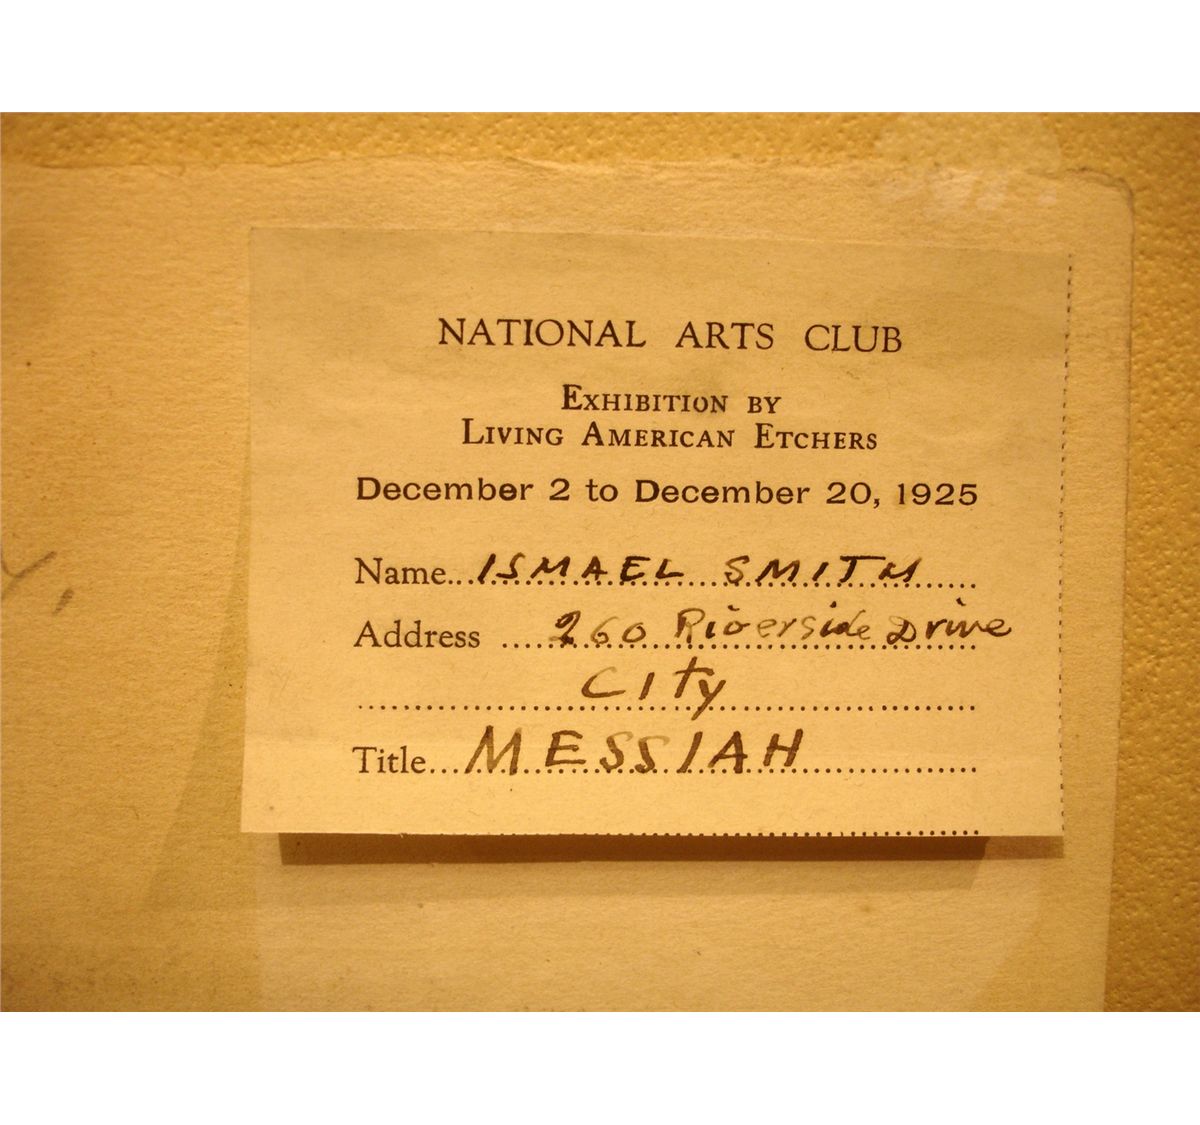 NATIONAL ARTS CLUB
EXHIBITION BY
LIVING AMERICAN ETCHERS
December 2 to December 20, 1925
Name...ISMAEL SMITH
Address ....260 Riverside Drive
City
Title...MESSIAH